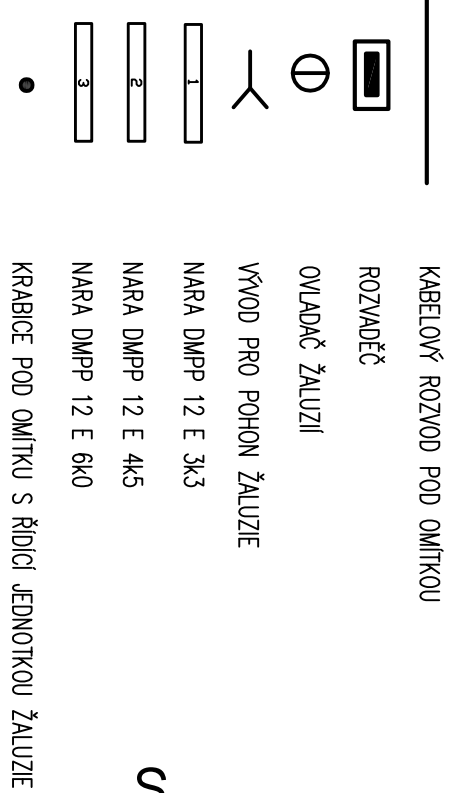 KABELOVÝ ROZVOD POD OMÍTKOU
ROZVADĚČ
OVLADAČ ŽALUZIÍ
VÝVOD PRO POHON ŽALUZIE
1 NARA DMPP 12 E 3k3
2 NARA DMPP 12 E 4k5
3 NARA DMPP 12 E 6k0
KRABICE POD OMÍTKU S ŘÍDÍCÍ JEDNOTKOU ŽALUZIE
S